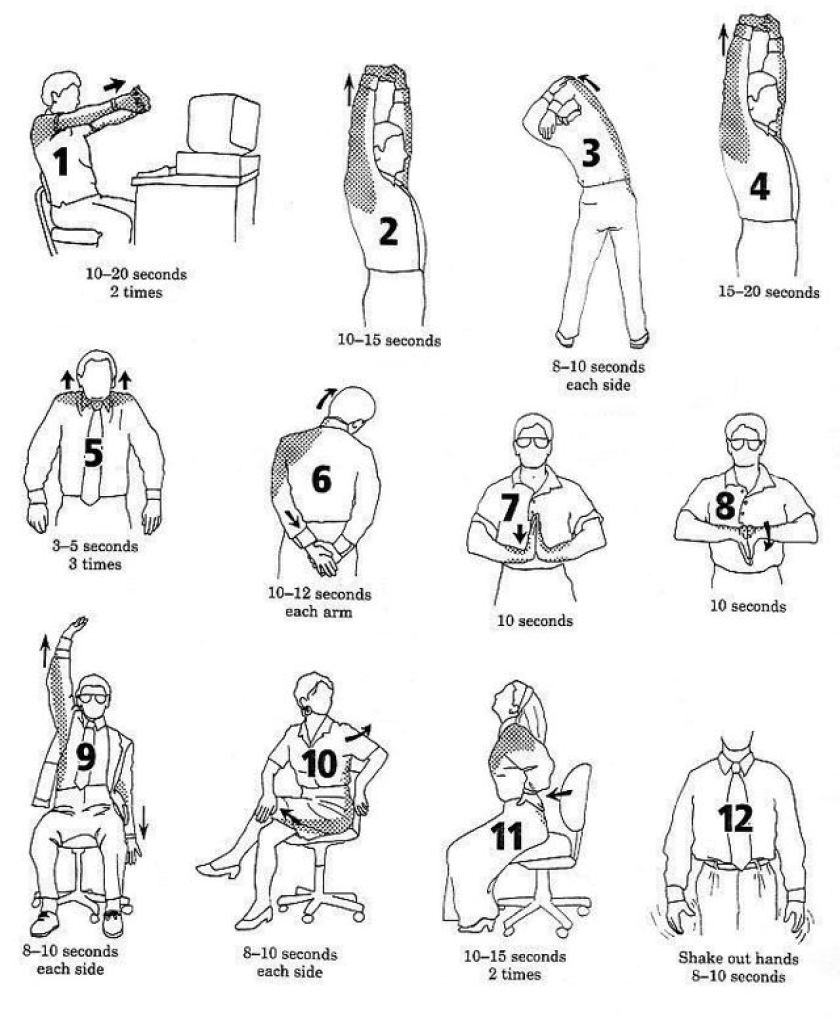 1
10–20 seconds
2 times
2
10–15 seconds
3
8–10 seconds
each side
4
15–20 seconds
5
3–5 seconds
3 times
6
10–12 seconds
each arm
7
10 seconds
8
10 seconds
9
8–10 seconds
each side
10
8–10 seconds
each side
11
10–15 seconds
2 times
12
Shake out hands
8–10 seconds